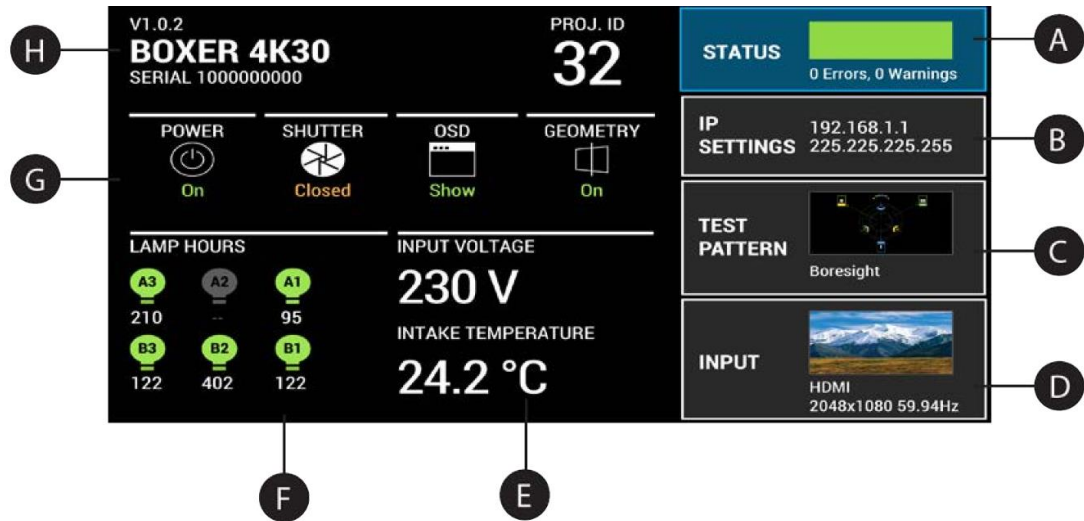 V1.0.2
BOXER 4K30
SERIAL 1000000000
PROJ. ID
32
POWER
On
SHUTTER
Closed
OSD
Show
GEOMETRY
On
LAMP HOURS
A3 A2 A1
210 -- 95
B3 B2 B1
122 402 122
INPUT VOLTAGE
230 V
INTAKE TEMPERATURE
24.2 °C
STATUS
0 Errors, 0 Warnings
IP
SETTINGS
192.168.1.1
225.225.225.255
TEST
PATTERN
Boresight
INPUT
HDMI
2048x1080 59.94Hz
A
B
C
D
E
F
G
H